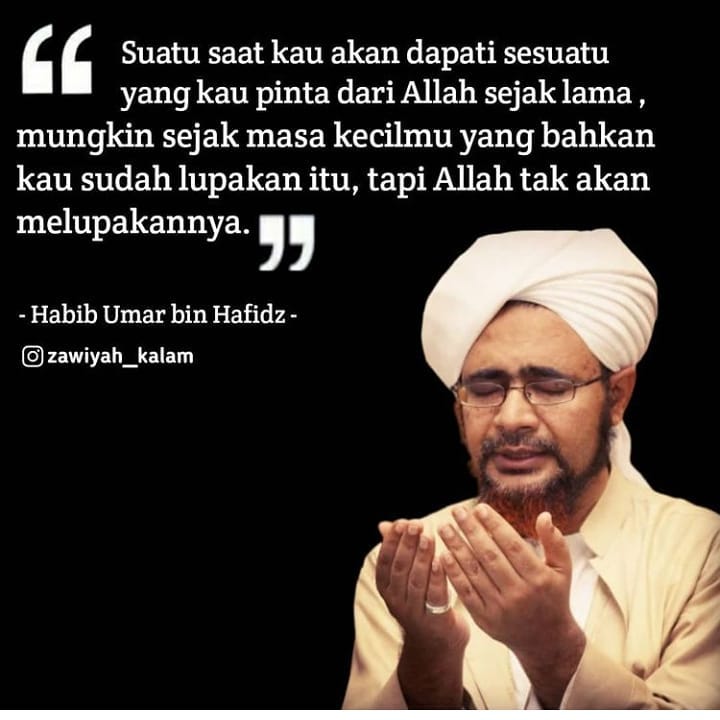 “ Suatu saat kau akan dapati sesuatu
yang kau pinta dari Allah sejak lama ,
mungkin sejak masa kecilmu yang bahkan
kau sudah lupakan itu, tapi Allah tak akan
melupakannya. ”
- Habib Umar bin Hafidz -
zawiyah_kalam